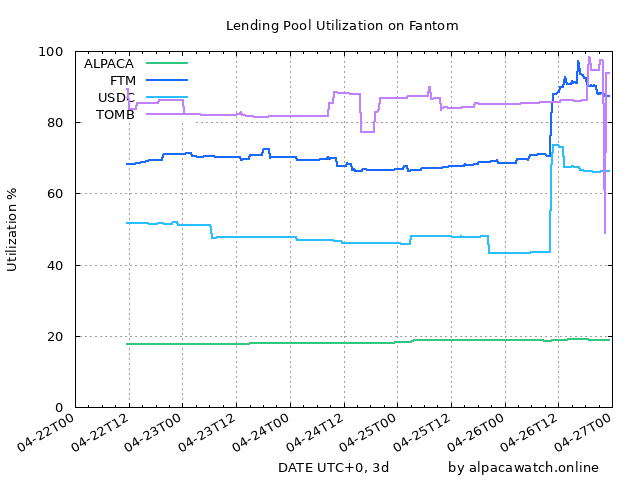 Lending Pool Utilization on Fantom
Utilization %
100
80
60
40
20
0
ALPACA
FTM
USDC
TOMB
04-22T00
04-22T12
04-23T00
04-23T12
04-24T00
04-24T12
04-25T00
04-25T12
04-26T00
04-26T12
04-27T00
DATE UTC+0, 3d
by alpacawatch.online